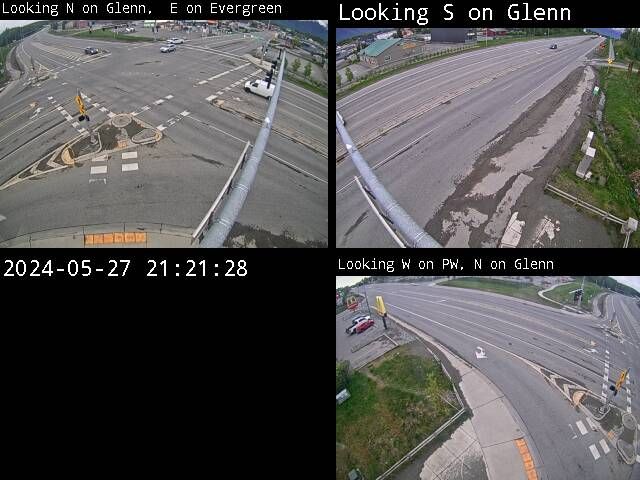 Looking N on Glenn,  E on Evergreen
Looking S on Glenn
2024-05-27 21:21:28
Looking W on PW, N on Glenn